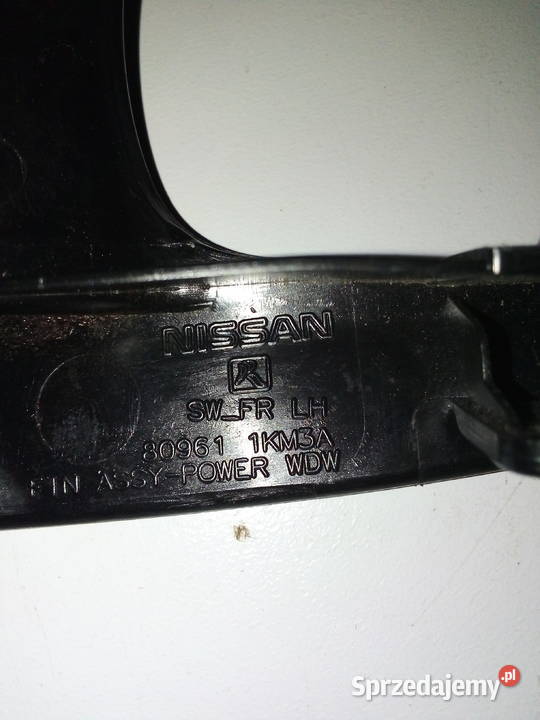 NISSAN
R
SW_FR LH
80961 1KM3A
FIN ASSY-POWER WDW
Sprzedajemy.pl